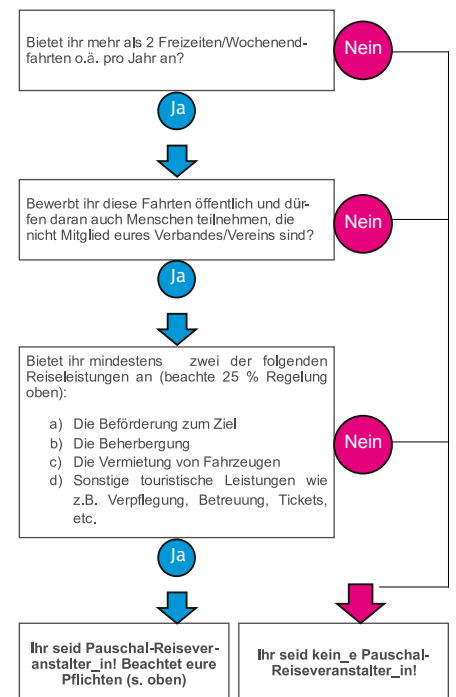 Bietet ihr mehr als 2 Freizeiten/Wochenend-
fahrten o.ä. pro Jahr an?
Nein
Ja
Bewerbt ihr diese Fahrten öffentlich und dür-
fen daran auch Menschen teilnehmen, die
nicht Mitglied eures Verbandes/Vereins sind?
Nein
Ja
Bietet ihr mindestens zwei der folgenden
Reiseleistungen an (beachte 25 % Regelung
oben):
a) Die Beförderung zum Ziel
b) Die Beherbergung
c) Die Vermietung von Fahrzeugen
d) Sonstige touristische Leistungen wie
z.B. Verpflegung, Betreuung, Tickets,
etc.
Nein
Ja
Ihr seid Pauschal-Reisever-
anstalter_in! Beachtet eure
Pflichten (s. oben)
Ihr seid kein_e Pauschal-
Reiseveranstalter_in!